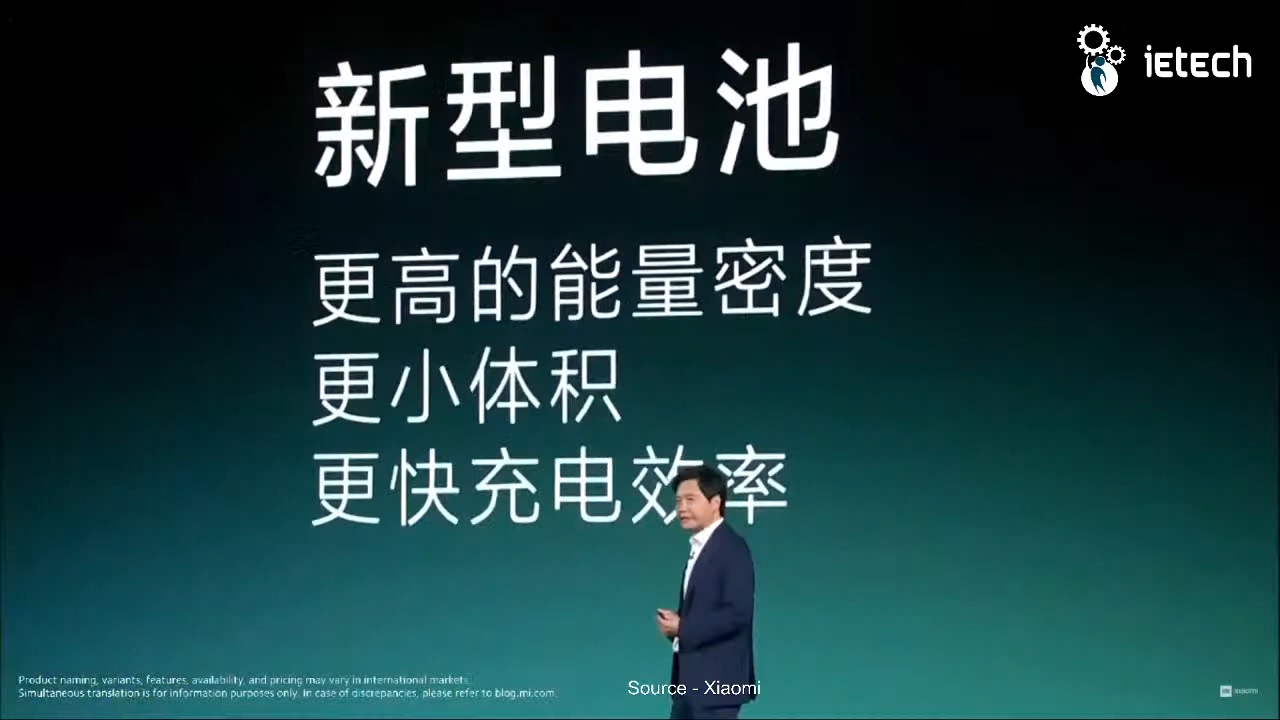 ietech
新型电池
更高的能量密度
更小体积
更快充电效率
Product naming, variants, features, availability, and pricing may vary in international markets.
Simultaneous translation is for information purposes only. In case of discrepancies, please refer to blog.mi.com.
Source - Xiaomi
xiaomi